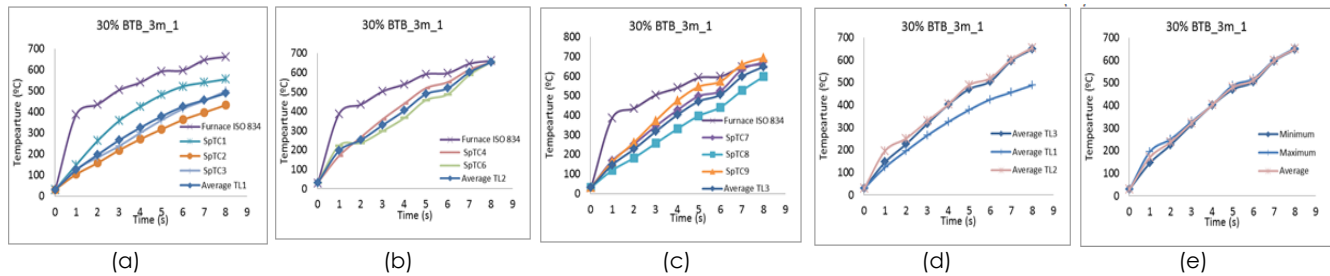 30% BTB_3m_1
Tempearture (ºC)
700
600
500
400
300
200
100
0
0 1 2 3 4 5 6 7 8 9
Time (s)
Furnace ISO 834
SpTC1
SpTC2
SpTC3
Average TL1
(a)
30% BTB_3m_1
Tempearture (ºC)
700
600
500
400
300
200
100
0
0 1 2 3 4 5 6 7 8 9
Time (s)
Furnace ISO 834
SpTC4
SpTC6
Average TL2
(b)
30% BTB_3m_1
Tempearture (ºC)
800
700
600
500
400
300
200
100
0
0 1 2 3 4 5 6 7 8 9
Time (s)
Furnace ISO 834
SpTC7
SpTC8
SpTC9
Average TL3
(c)
30% BTB_3m_1
Tempearture (ºC)
700
600
500
400
300
200
100
0
0 1 2 3 4 5 6 7 8 9
Time (s)
Average TL3
Average TL1
Average TL2
(d)
30% BTB_3m_1
Tempearture (ºC)
700
600
500
400
300
200
100
0
0 1 2 3 4 5 6 7 8 9
Time (s)
Minimum
Maximum
Average
(e)